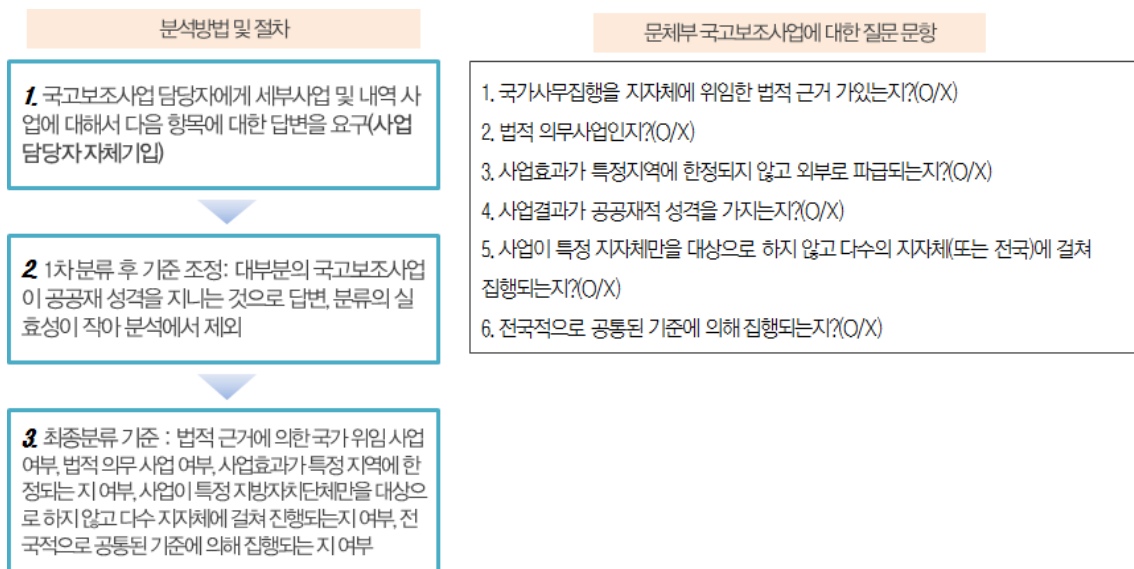 분석방법 및 절차
1. 국고보조사업 담당자에게 세부사업 및 내역 사
업에 대해서 다음 항목에 대한 답변을 요구(사업
담당자 자체기입)
2. 1차 분류 후 기준 조정: 대부분의 국고보조사업
이 공공재 성격을 지니는 것으로 답변, 분류의 실
효성이 작아 분석에서 제외
3. 최종분류 기준 : 법적 근거에 의한 국가 위임 사업
여부, 법적 의무 사업 여부, 사업효과가 특정 지역에 한
정되는 지 여부, 사업이 특정 지방자치단체만을 대상으
로 하지 않고 다수 지자체에 걸쳐 진행되는지 여부, 전
국적으로 공통된 기준에 의해 집행되는 지 여부
문체부 국고보조사업에 대한 질문 문항
1. 국가사무집행을 지자체에 위임한 법적 근거 가있는지?(O/X)
2. 법적 의무사업인지?(O/X)
3. 사업효과가 특정지역에 한정되지 않고 외부로 파급되는지?(O/X)
4. 사업결과가 공공재적 성격을 가지는지?(O/X)
5. 사업이 특정 지자체만을 대상으로 하지 않고 다수의 지자체(또는 전국)에 걸쳐
집행되는지?(O/X)
6. 전국적으로 공통된 기준에 의해 집행되는지?(O/X)